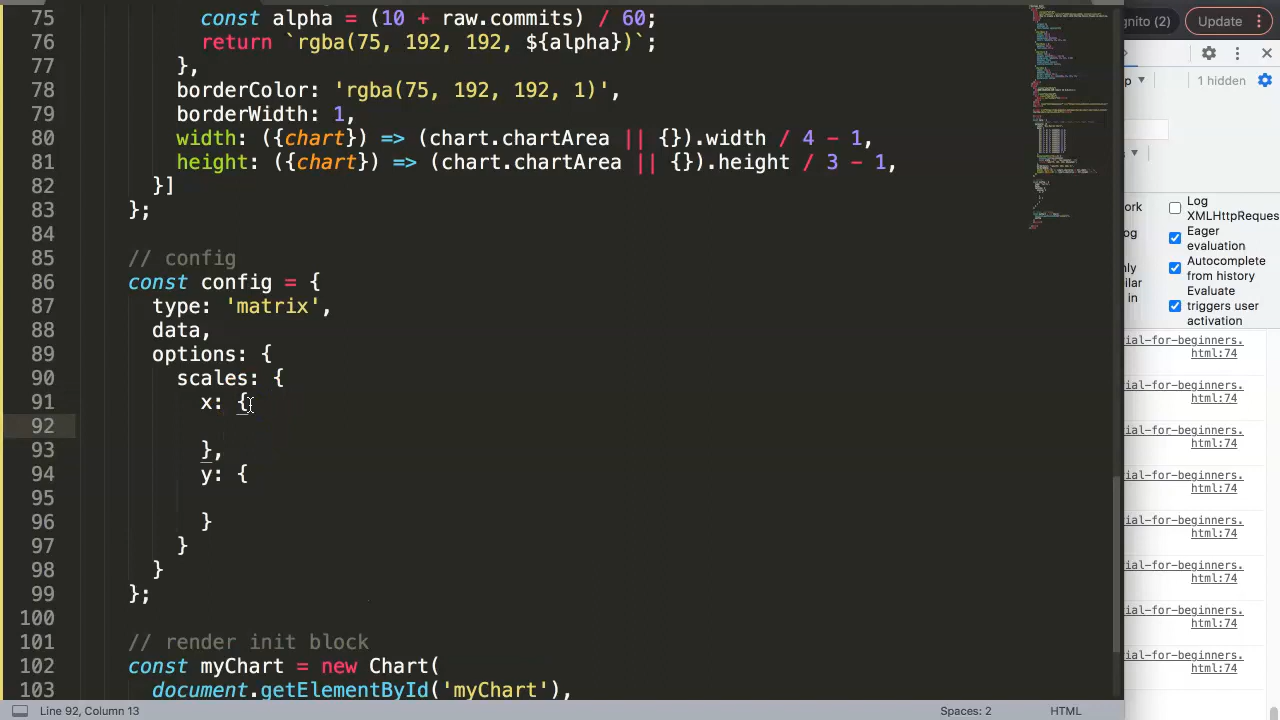 75 const alpha = (10 + raw.commits) / 60;
76 return `rgba(75, 192, 192, ${alpha})`;
77 },
78 borderColor: 'rgba(75, 192, 192, 1)',
79 borderWidth: 1,
80 width: ({chart}) => (chart.chartArea || {}).width / 4 - 1,
81 height: ({chart}) => (chart.chartArea || {}).height / 3 - 1,
82 }]
83 };
84
85 // config
86 const config = {
87 type: 'matrix',
88 data,
89 options: {
90 scales: {
91 x: {
92
93 },
94 y: {
95
96 }
97 }
98 }
99 };
100
101 // render init block
102 const myChart = new Chart(
103 document.getElementById('myChart'),
Line 92, Column 13
Spaces: 2
HTML
gnito (2)
Update
1 hidden
Log
XMLHttpReques
Eager
evaluation
Autocomplete
from history
Evaluate
triggers user
activation
ork
og
nly
ilar
in
ial-for-beginners.
html:74
ial-for-beginners.
html:74
ial-for-beginners.
html:74
ial-for-beginners.
html:74
ial-for-beginners.
html:74
ial-for-beginners.
html:74
ial-for-beginners.
html:74
ial-for-beginners.
html:74